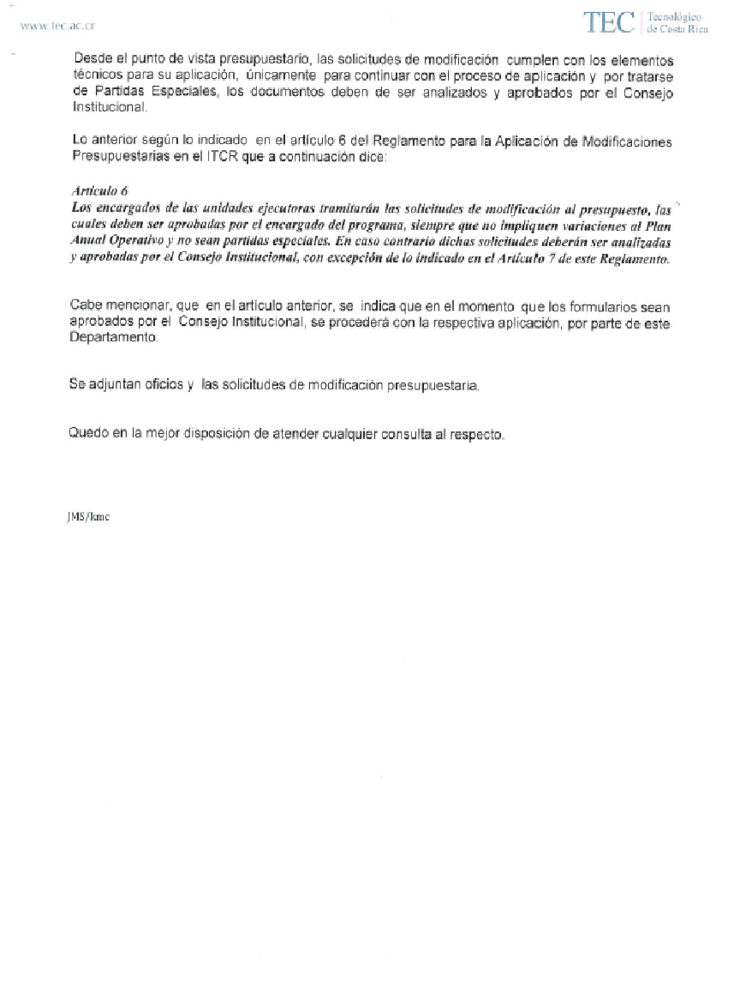 www.tec.ac.cr
TEC Tecnológico
de Costa Rica
Desde el punto de vista presupuestario, las solicitudes de modificación cumplen con los elementos
técnicos para su aplicación, únicamente para continuar con el proceso de aplicación y por tratarse
de Partidas Especiales, los documentos deben de ser analizados y aprobados por el Consejo
Institucional.
Lo anterior según lo indicado en el artículo 6 del Reglamento para la Aplicación de Modificaciones
Presupuestarias en el ITCR que a continuación dice:
Artículo 6
Los encargados de las unidades ejecutoras tramitarán las solicitudes de modificación al presupuesto, las
cuales deben ser aprobadas por el encargado del programa, siempre que no impliquen variaciones al Plan
Anual Operativo y no sean partidas especiales. En caso contrario dichas solicitudes deberán ser analizadas
y aprobadas por el Consejo Institucional, con excepción de lo indicado en el Artículo 7 de este Reglamento.
Cabe mencionar, que en el artículo anterior, se indica que en el momento que los formularios sean
aprobados por el Consejo Institucional, se procederá con la respectiva aplicación, por parte de este
Departamento.
Se adjuntan oficios y las solicitudes de modificación presupuestaria.
Quedo en la mejor disposición de atender cualquier consulta al respecto.
JMS/kmc